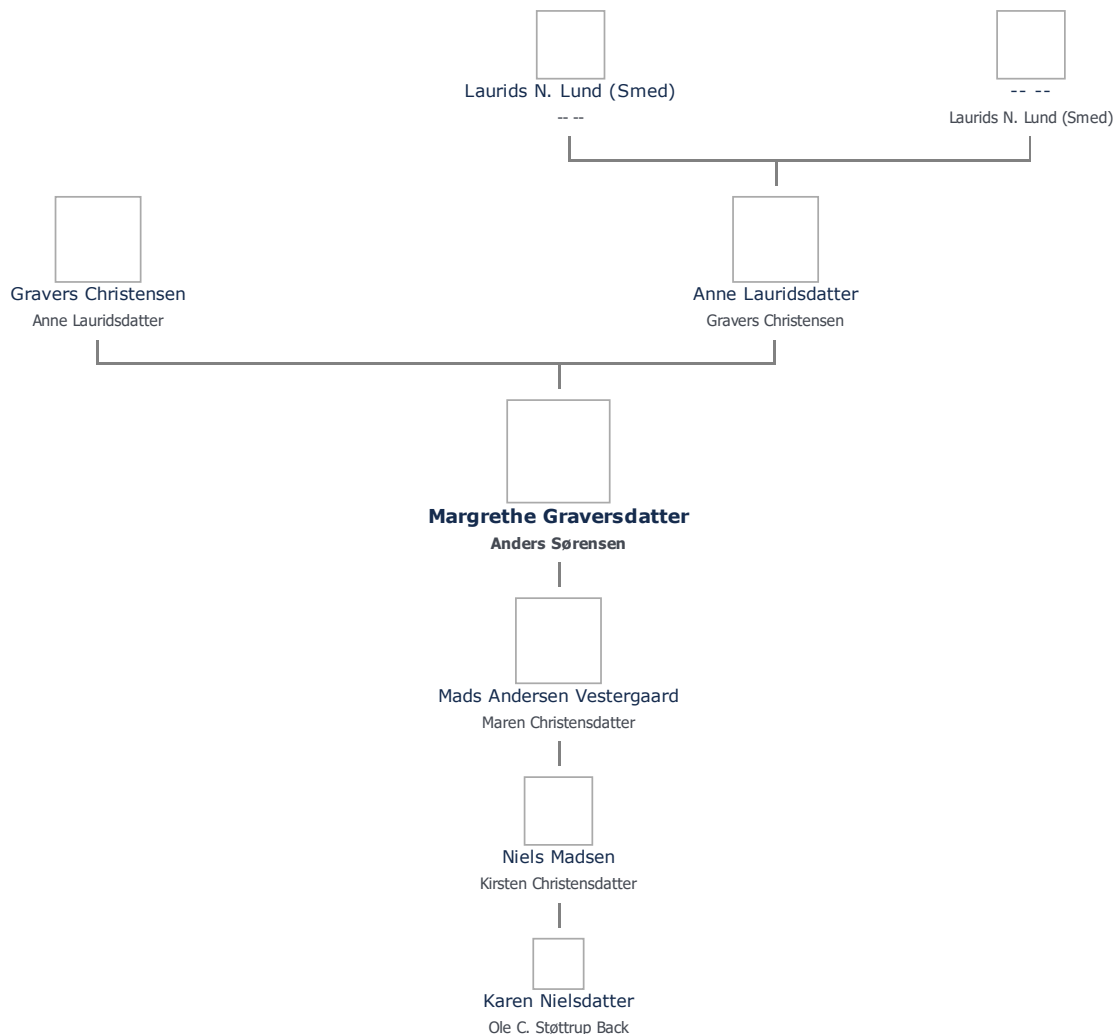 Laurids N. Lund (Smed)
-- --
-- --
Laurids N. Lund (Smed)
Gravers Christensen
Anne Lauridsdatter
Anne Lauridsdatter
Gravers Christensen
Margrethe Graversdatter
Anders Sørensen
Mads Andersen Vestergaard
Maren Christensdatter
Niels Madsen
Kirsten Christensdatter
Karen Nielsdatter
Ole C. Støttrup Back